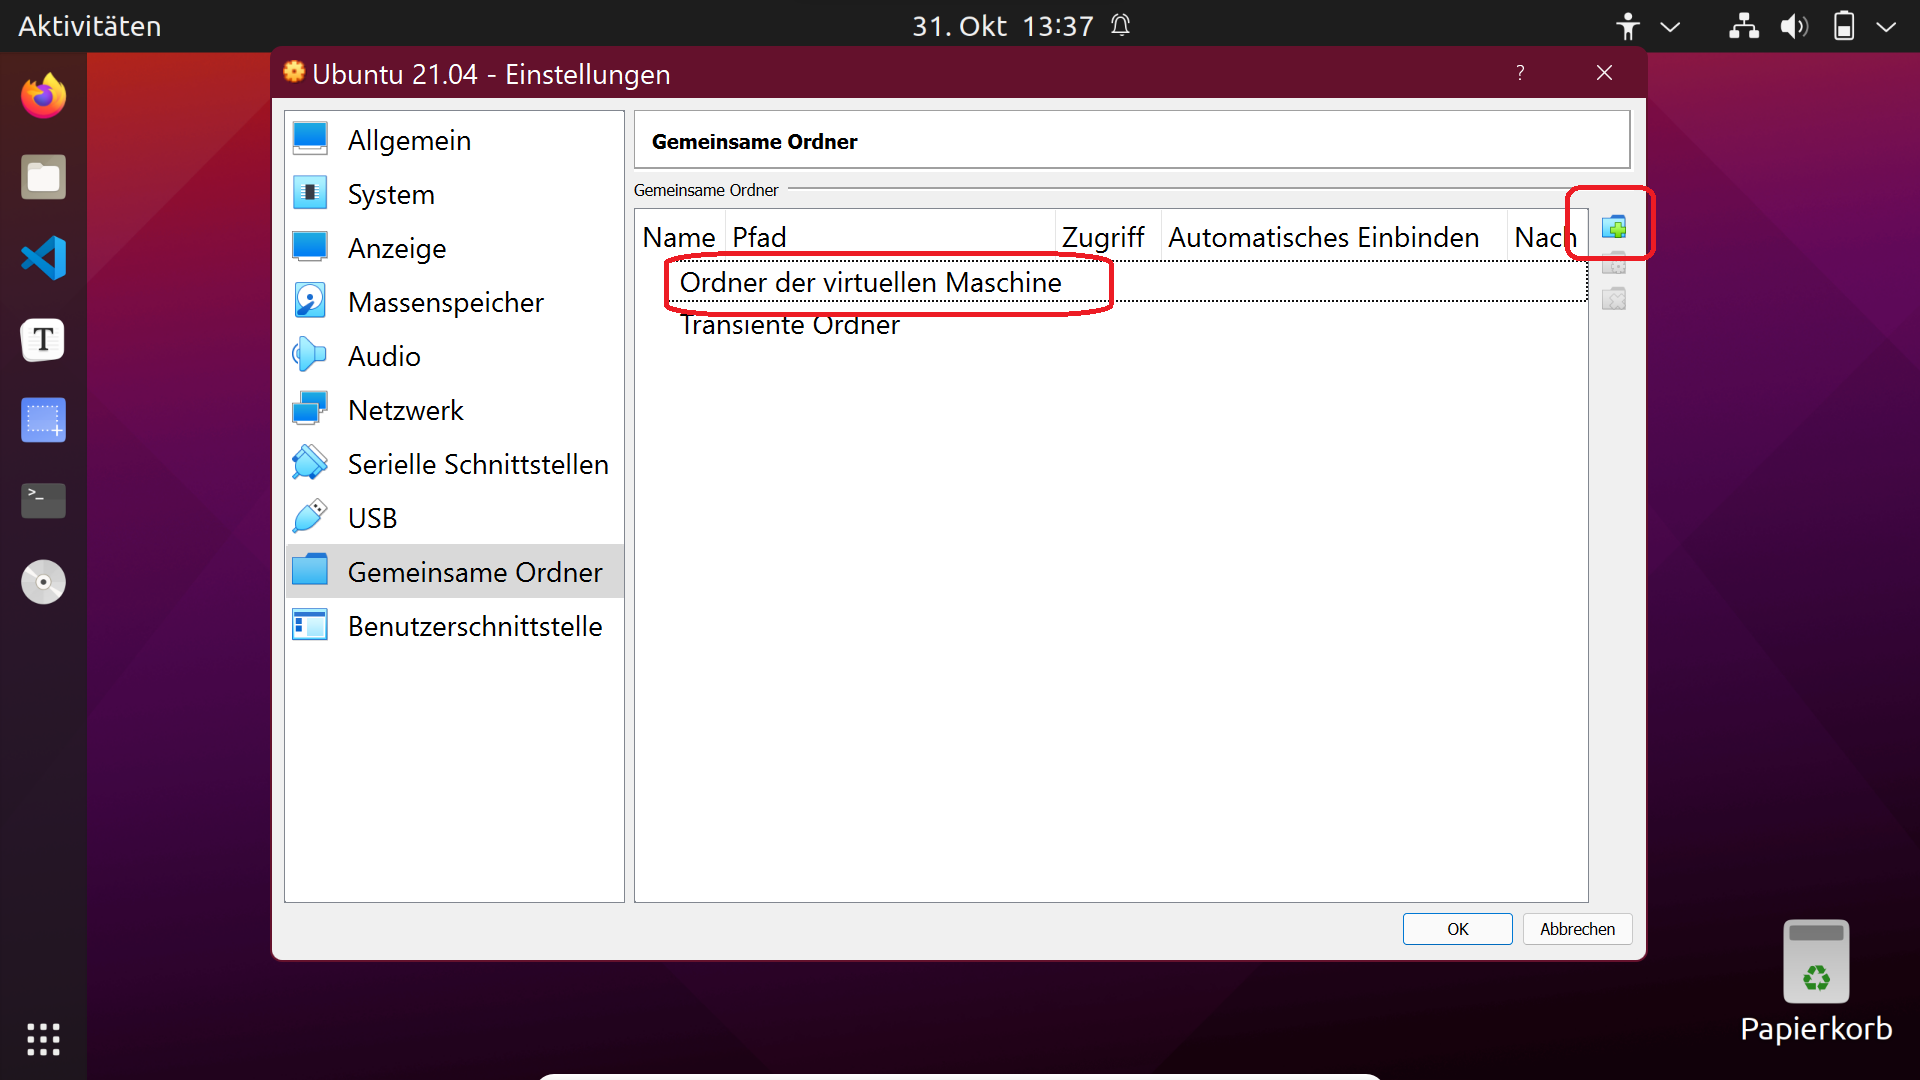 Aktivitäten
31. Okt 13:37
Ubuntu 21.04 - Einstellungen
?
Allgemein
System
Anzeige
Massenspeicher
Audio
Netzwerk
Serielle Schnittstellen
USB
Gemeinsame Ordner
Benutzerschnittstelle
Gemeinsame Ordner
Gemeinsame Ordner
Name Pfad Zugriff Automatisches Einbinden Nach
Ordner der virtuellen Maschine
Transiente Ordner
OK Abbrechen
T
>_
Papierkorb